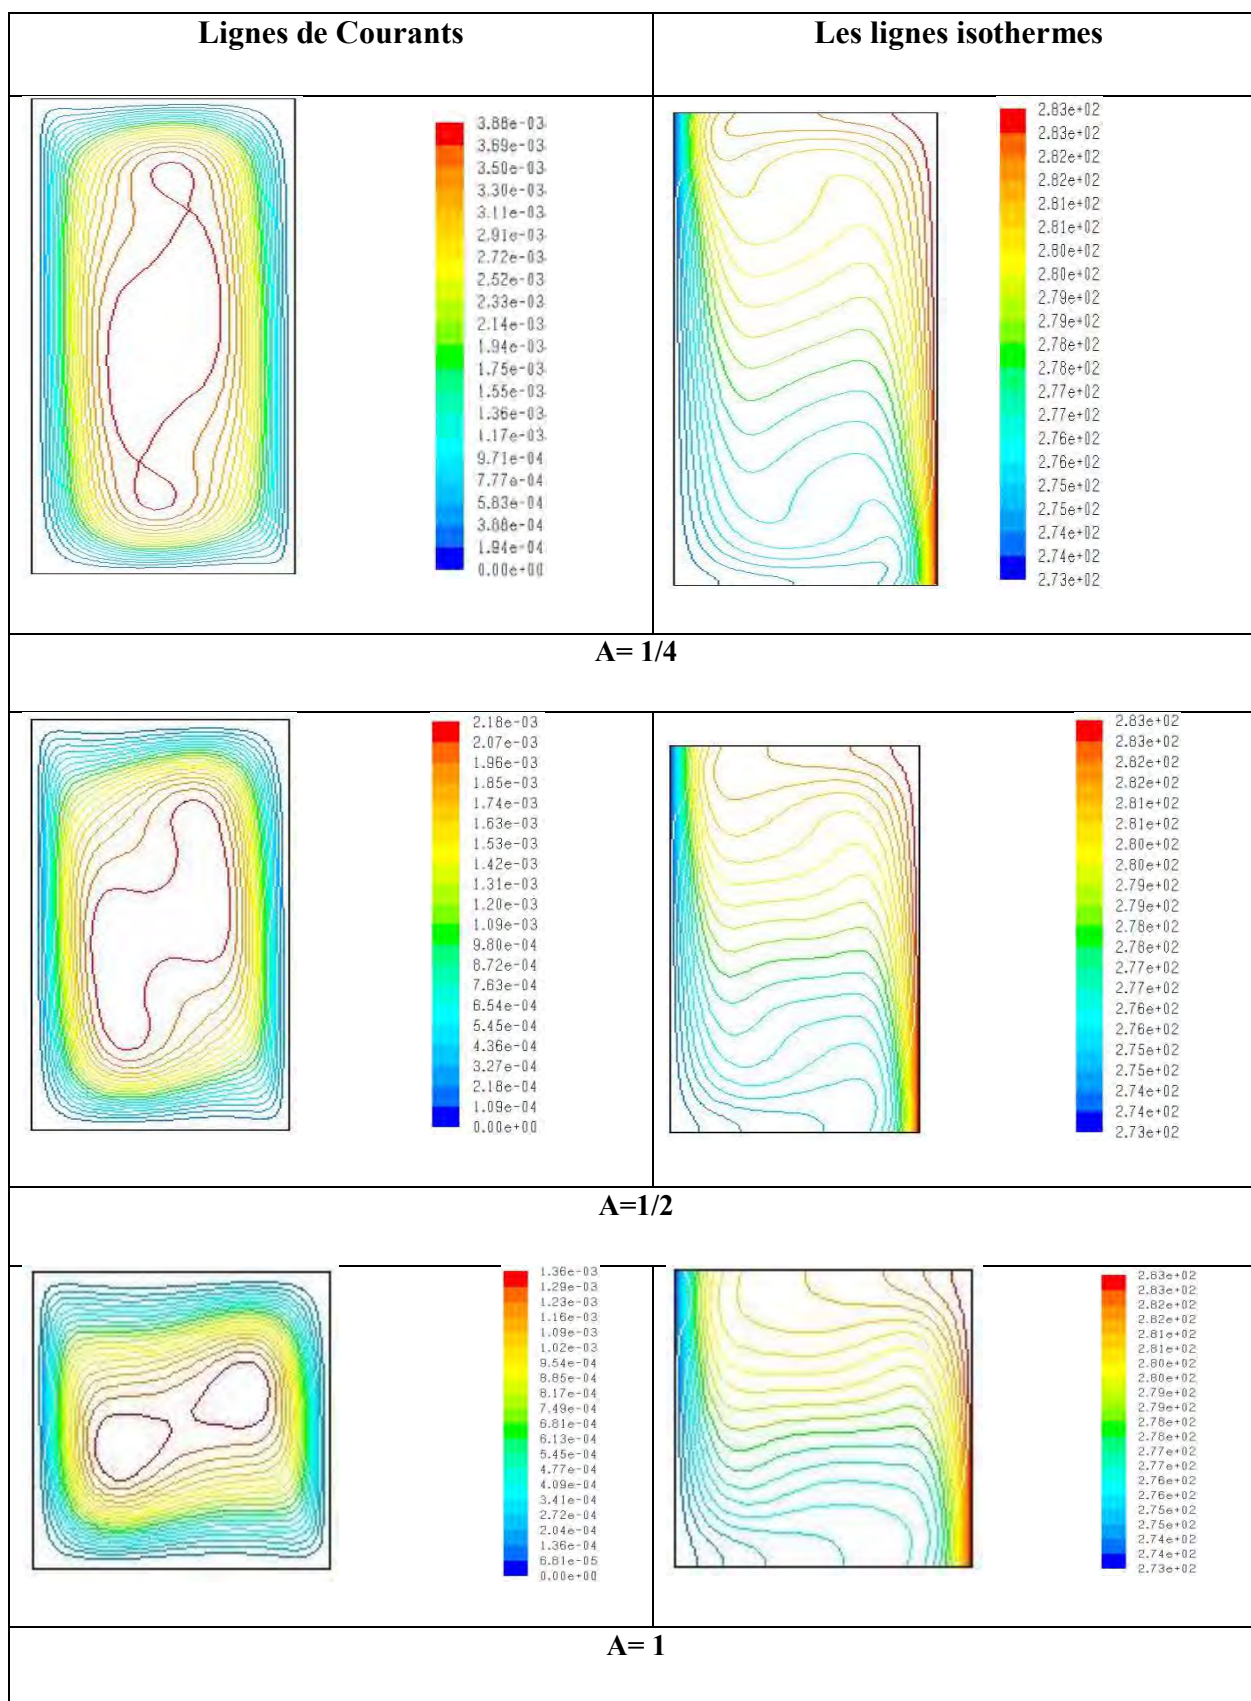 Lignes de Courants
Les lignes isothermes
3.88e-03
3.69e-03
3.50e-03
3.30e-03
3.11e-03
2.91e-03
2.72e-03
2.52e-03
2.33e-03
2.14e-03
1.94e-03
1.75e-03
1.55e-03
1.36e-03
1.17e-03
9.71e-04
7.77e-04
5.83e-04
3.88e-04
1.94e-04
0.00e+00
2.83e+02
2.83e+02
2.82e+02
2.82e+02
2.81e+02
2.81e+02
2.80e+02
2.80e+02
2.79e+02
2.79e+02
2.78e+02
2.78e+02
2.77e+02
2.77e+02
2.76e+02
2.76e+02
2.75e+02
2.75e+02
2.74e+02
2.74e+02
2.73e+02
A= 1/4
2.18e-03
2.07e-03
1.96e-03
1.85e-03
1.74e-03
1.63e-03
1.53e-03
1.42e-03
1.31e-03
1.20e-03
1.09e-03
9.80e-04
8.72e-04
7.63e-04
6.54e-04
5.45e-04
4.36e-04
3.27e-04
2.18e-04
1.09e-04
0.00e+00
2.83e+02
2.83e+02
2.82e+02
2.82e+02
2.81e+02
2.81e+02
2.80e+02
2.80e+02
2.79e+02
2.79e+02
2.78e+02
2.78e+02
2.77e+02
2.77e+02
2.76e+02
2.76e+02
2.75e+02
2.75e+02
2.74e+02
2.74e+02
2.73e+02
A=1/2
1.36e-03
1.29e-03
1.23e-03
1.16e-03
1.09e-03
1.02e-03
9.54e-04
8.85e-04
8.17e-04
7.49e-04
6.81e-04
6.13e-04
5.45e-04
4.77e-04
4.09e-04
3.41e-04
2.72e-04
2.04e-04
1.36e-04
6.81e-05
0.00e+00
2.83e+02
2.83e+02
2.82e+02
2.82e+02
2.81e+02
2.81e+02
2.80e+02
2.80e+02
2.79e+02
2.79e+02
2.78e+02
2.78e+02
2.77e+02
2.77e+02
2.76e+02
2.76e+02
2.75e+02
2.75e+02
2.74e+02
2.74e+02
2.73e+02
A= 1